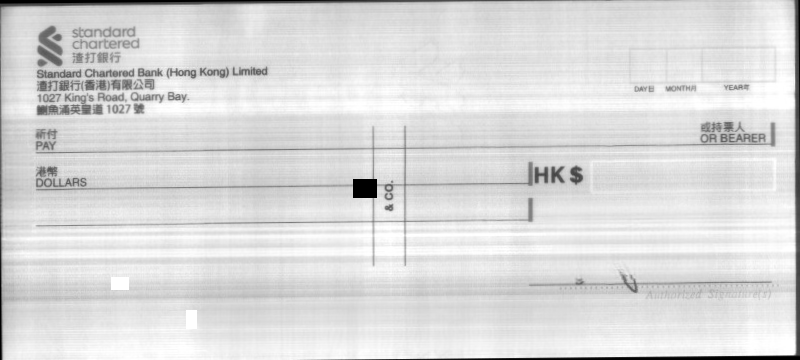 standard
chartered
渣打銀行
Standard Chartered Bank (Hong Kong) Limited
渣打銀行(香港)有限公司
1027 King's Road, Quarry Bay.
鰂魚涌英皇道 1027 號
DAY日 MONTH月 YEAR年
祈付
PAY
或持票人
OR BEARER
港幣
DOLLARS
HK $
& CO.
Authorized Signature(s)